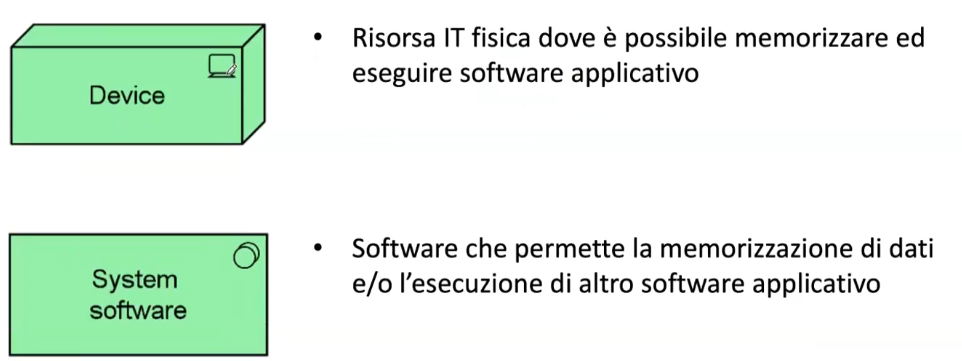 Device
• Risorsa IT fisica dove è possibile memorizzare ed
eseguire software applicativo
System
software
• Software che permette la memorizzazione di dati
e/o l'esecuzione di altro software applicativo